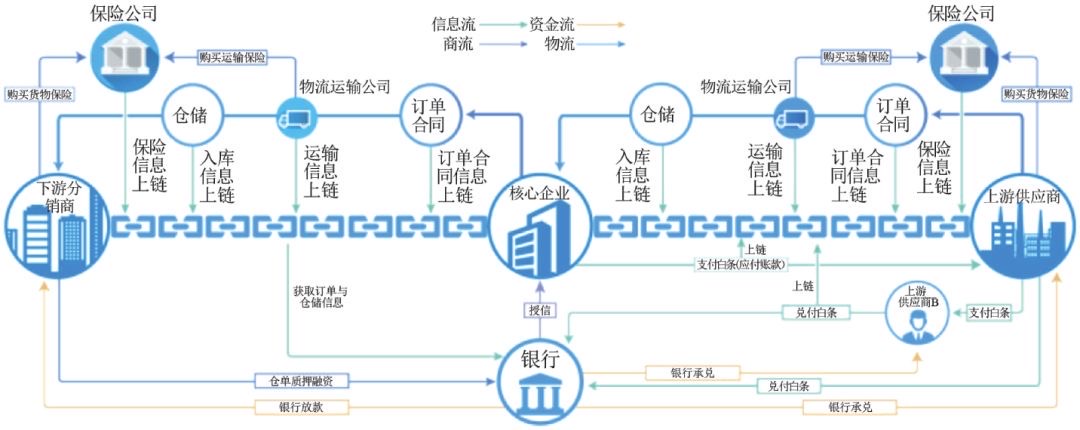 保险公司
信息流
资金流
商流
物流
保险公司
购买运输保险
购买运输保险
购买货物保险
物流运输公司
物流运输公司
购买货物保险
仓储
订单
合同
仓储
订单
合同
保险
信息
上链
入库
信息
上链
运输
信息
上链
订单合
同信息
上链
入库
信息
上链
运输
信息
上链
订单合
同信息
上链
保险
信息
上链
下游分
销商
核心企业
上游供应商
上链
支付白条(应付账款)
获取订单与
仓储信息
上链
上游
供应商B
授信
兑付白条
支付白条
银行
仓单质押融资
银行承兑
兑付白条
银行放款
银行承兑